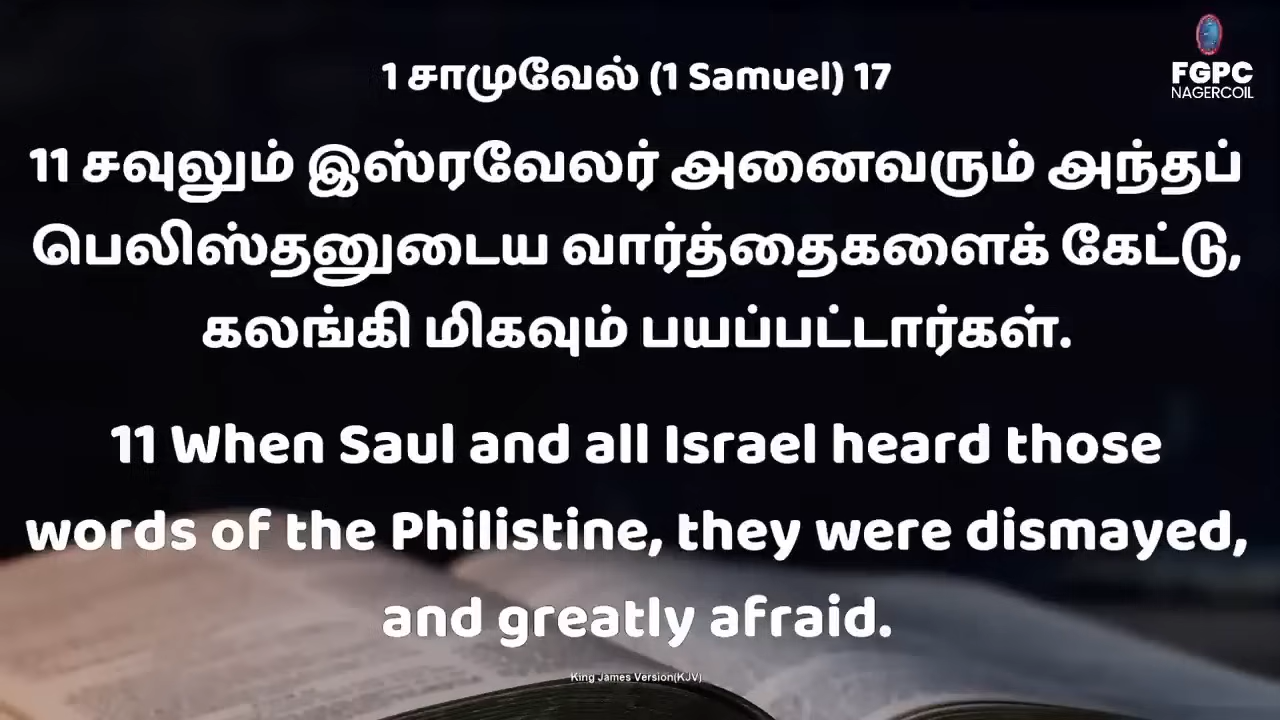 1 சாமுவேல் (1 Samuel) 17
FGPC
NAGERCOIL
11 சவுலும் இஸ்ரவேலர் அனைவரும் அந்தப்
பெலிஸ்தனுடைய வார்த்தைகளைக் கேட்டு,
கலங்கி மிகவும் பயப்பட்டார்கள்.
11 When Saul and all Israel heard those
words of the Philistine, they were dismayed,
and greatly afraid.
King James Version(KJV)